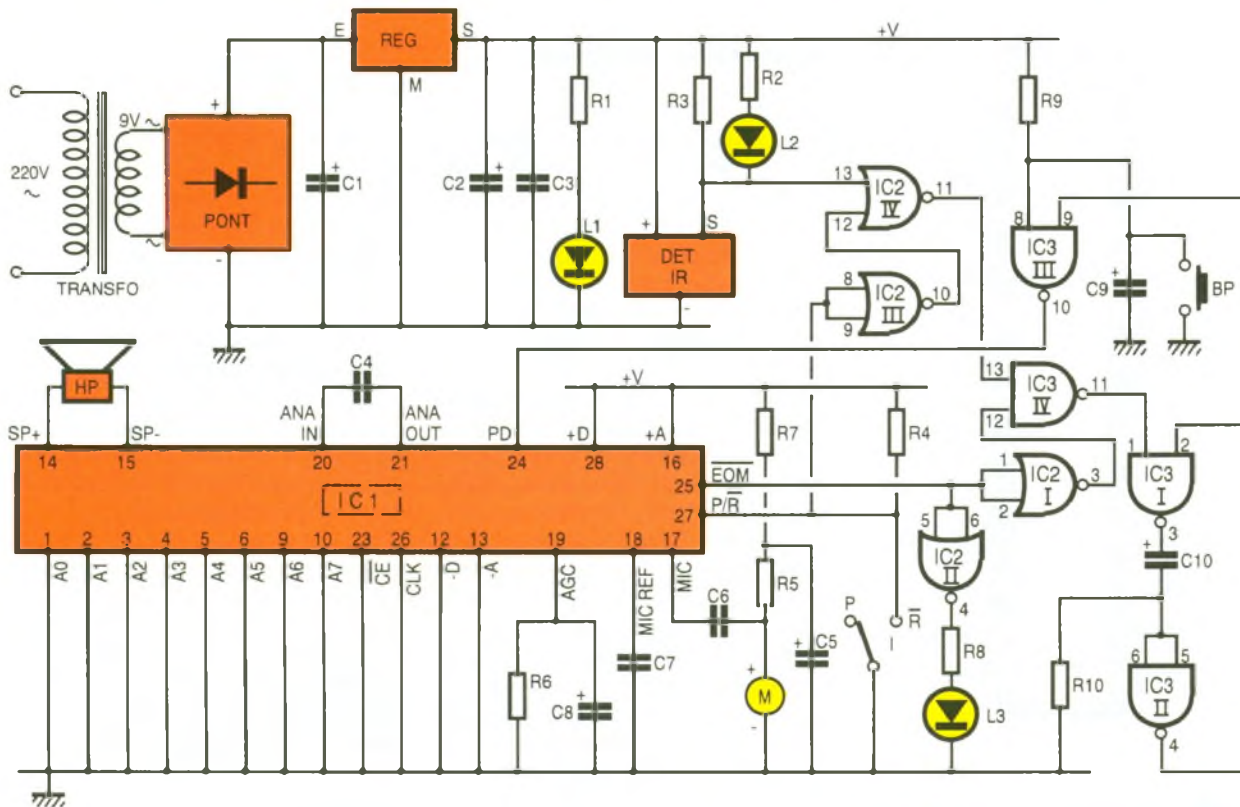 E
REG
S
+V
M
R1
R3
R2
R9
L2
220V
~
9V ~
+
PONT
~
-
TRANSFO
+
C1
C2
+
C3
L1
+
S
DET
IR
-
13
12
IC2
IV
11
8
9
IC2
III
10
8
9
IC3
III
10
+
C9
BP
HP
C4
ANA
IN
ANA
OUT
SP+
SP-
PD
+V
+D
+A
R7
R4
13
12
IC3
IV
11
14
15
20
21
24
28
16
IC1
25
EOM
27
P/R
1
2
IC2
I
3
1
2
IC3
I
3
5
6
IC2
II
4
+
C10
1
2
3
4
5
6
9
10
23
26
12
13
19
18
17
A0
A1
A2
A3
A4
A5
A6
A7
CE
CLK
-D
-A
AGC
MIC REF
MIC
R6
+
C8
C7
C6
R5
+
M
-
+
C5
P
R
I
R8
L3
R10
6
5
IC3
II
4